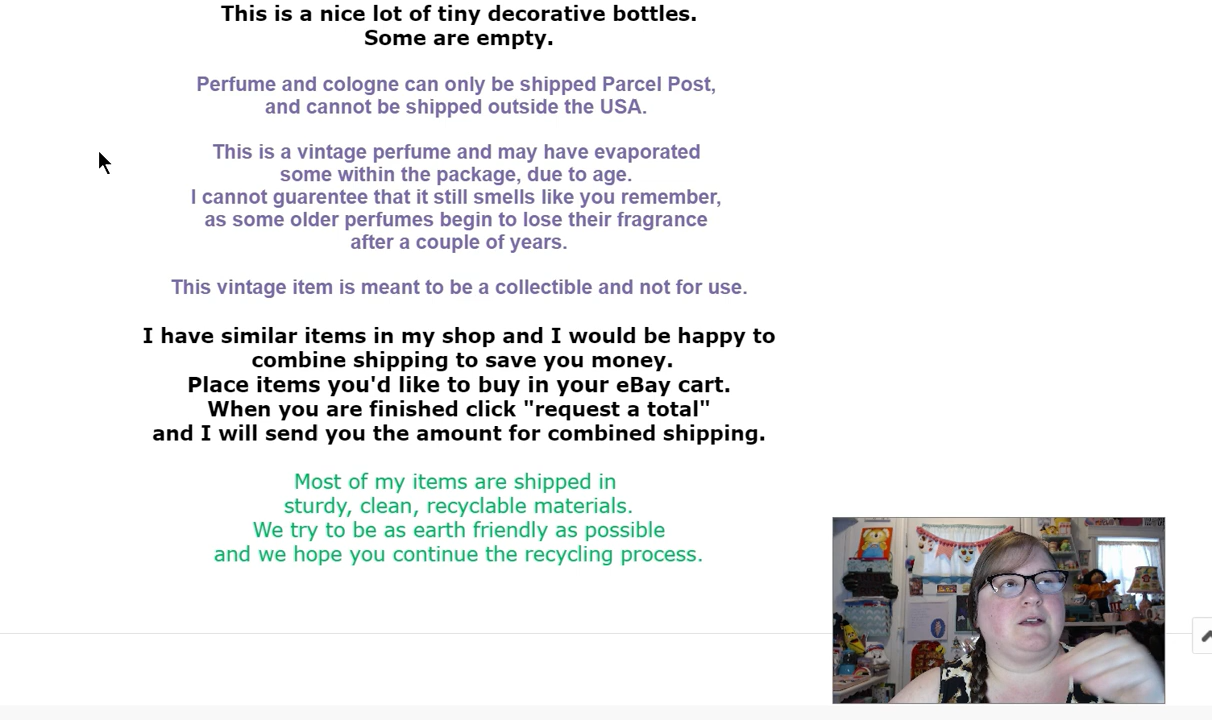 This is a nice lot of tiny decorative bottles.
Some are empty.
Perfume and cologne can only be shipped Parcel Post,
and cannot be shipped outside the USA.
This is a vintage perfume and may have evaporated
some within the package, due to age.
I cannot guarentee that it still smells like you remember,
as some older perfumes begin to lose their fragrance
after a couple of years.
This vintage item is meant to be a collectible and not for use.
I have similar items in my shop and I would be happy to
combine shipping to save you money.
Place items you'd like to buy in your eBay cart.
When you are finished click "request a total"
and I will send you the amount for combined shipping.
Most of my items are shipped in
sturdy, clean, recyclable materials.
We try to be as earth friendly as possible
and we hope you continue the recycling process.